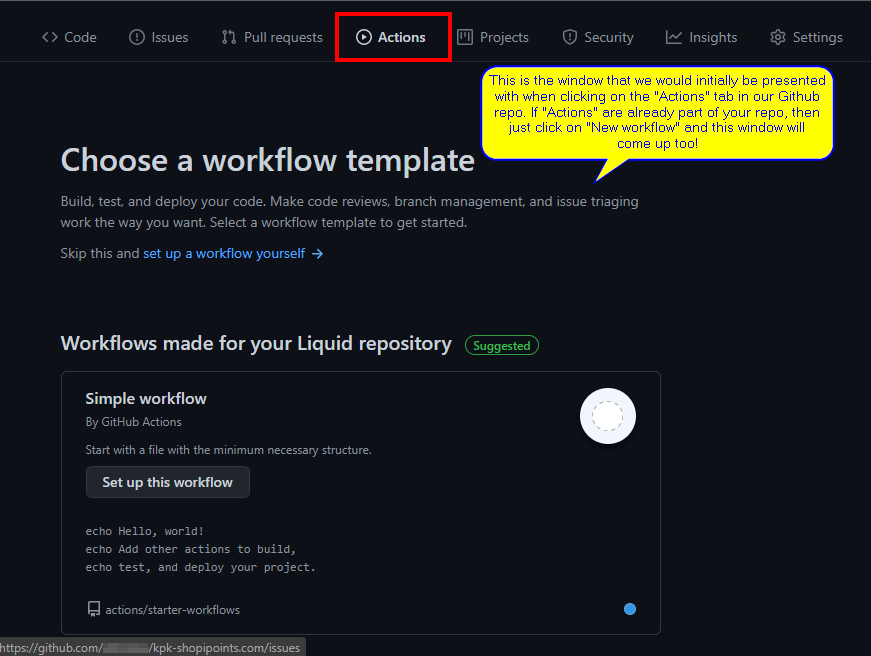 Code Issues Pull requests Actions Projects Security Insights Settings
This is the window that we would initially be presented
with when clicking on the "Actions" tab in our Github
repo. If "Actions" are already part of your repo, then
just click on "New workflow" and this window will
come up too!
Choose a workflow template
Build, test, and deploy your code. Make code reviews, branch management, and issue triaging
work the way you want. Select a workflow template to get started.
Skip this and set up a workflow yourself →
Workflows made for your Liquid repository Suggested
Simple workflow
By GitHub Actions
Start with a file with the minimum necessary structure.
Set up this workflow
echo Hello, world!
echo Add other actions to build,
echo test, and deploy your project.
actions/starter-workflows
https://github.com/ /kpk-shopipoints.com/issues